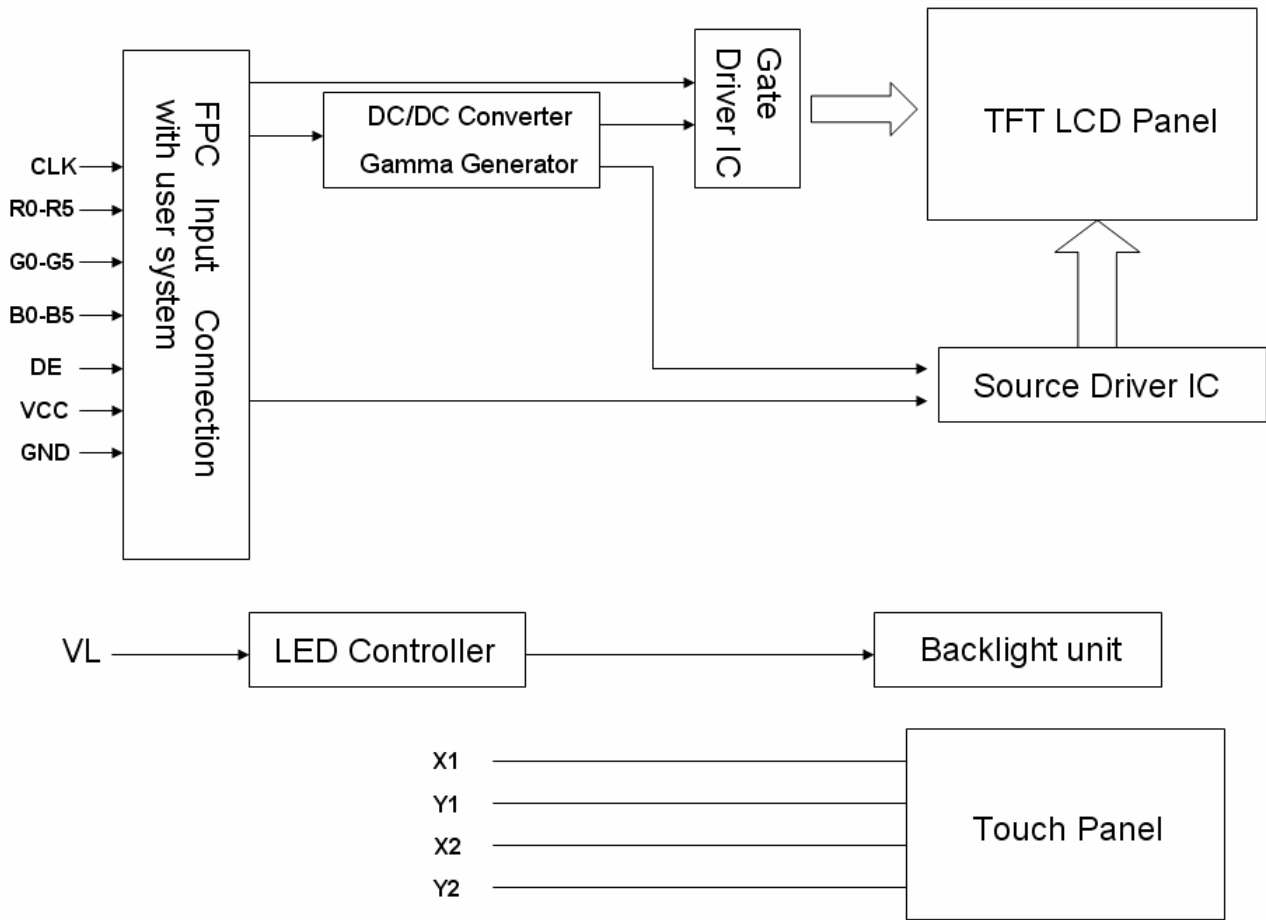 CLK
R0-R5
G0-G5
B0-B5
DE
VCC
GND
FPC Input Connection
with user system
DC/DC Converter
Gamma Generator
Gate
Driver IC
TFT LCD Panel
Source Driver IC
VL
LED Controller
Backlight unit
X1
Y1
X2
Y2
Touch Panel